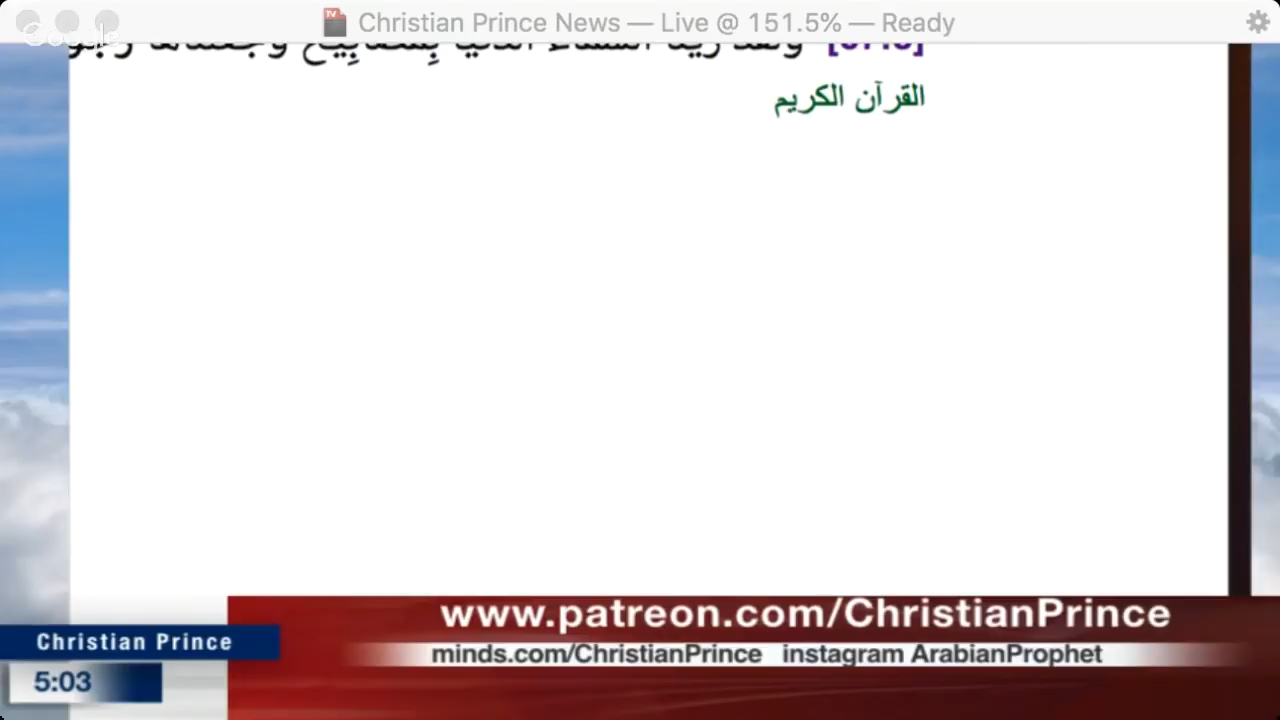 Christian Prince News — Live @ 151.5% — Ready
Google
القرآن الكريم
www.patreon.com/ChristianPrince
Christian Prince
minds.com/ChristianPrince instagram ArabianProphet
5:03